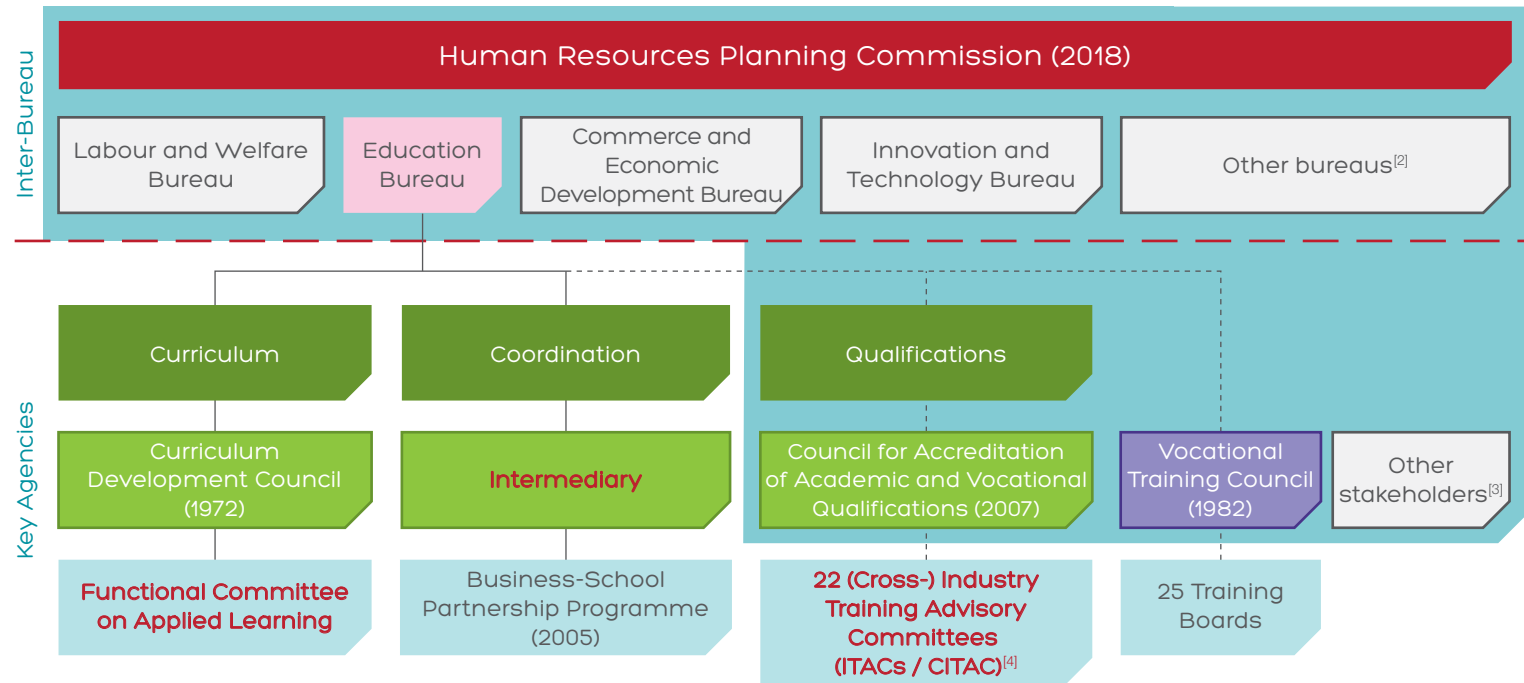 Inter-Bureau
Human Resources Planning Commission (2018)
Labour and Welfare
Bureau
Education
Bureau
Commerce and
Economic
Development Bureau
Innovation and
Technology Bureau
Other bureaus[2]
Key Agencies
Curriculum
Coordination
Qualifications
Curriculum
Development Council
(1972)
Intermediary
Council for Accreditation
of Academic and Vocational
Qualifications (2007)
Vocational
Training Council
(1982)
Other
stakeholders[3]
Functional Committee
on Applied Learning
Business-School
Partnership Programme
(2005)
22 (Cross-) Industry
Training Advisory
Committees
(ITACs / CITAC)[4]
25 Training
Boards